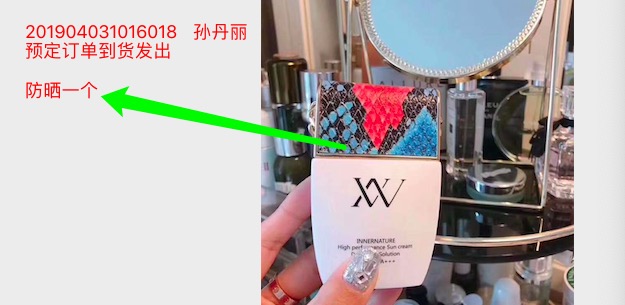 201904031016018 孙丹丽
预定订单到货发出
防晒一个
XW
INNERNATURE
High performance Sun cream
Solution
A+++